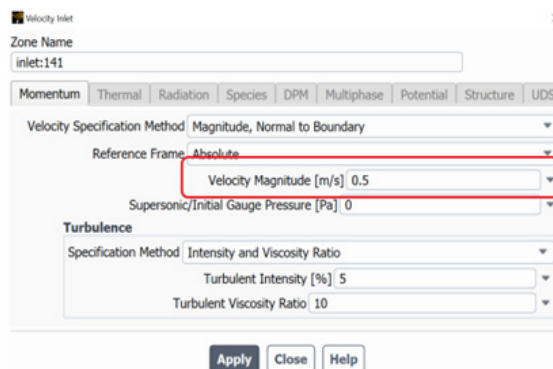 Velocity Inlet
Zone Name
inlet:141
Momentum Thermal Radiation Species DPM Multiphase Potential Structure UDS
Velocity Specification Method Magnitude, Normal to Boundary
Reference Frame Absolute
Velocity Magnitude [m/s] 0.5
Supersonic/Initial Gauge Pressure [Pa] 0
Turbulence
Specification Method Intensity and Viscosity Ratio
Turbulent Intensity [%] 5
Turbulent Viscosity Ratio 10
Apply Close Help